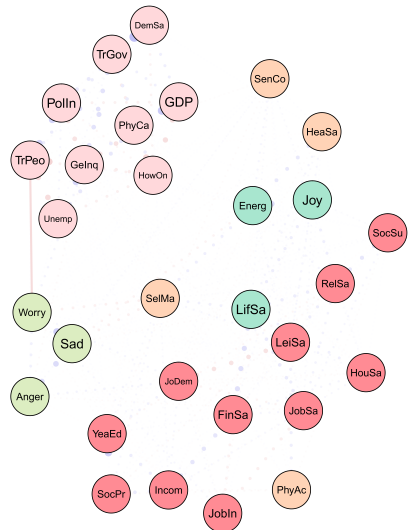 DemSa
TrGov
SenCo
PolIn
GDP
PhyCa
HeaSa
TrPeo
GeInq
HowOn
Unemp
Energ
Joy
SocSu
RelSa
SelMa
Worry
LifSa
Sad
LeiSa
HouSa
JoDem
Anger
FinSa
JobSa
YeaEd
SocPr
Incom
PhyAc
JobIn